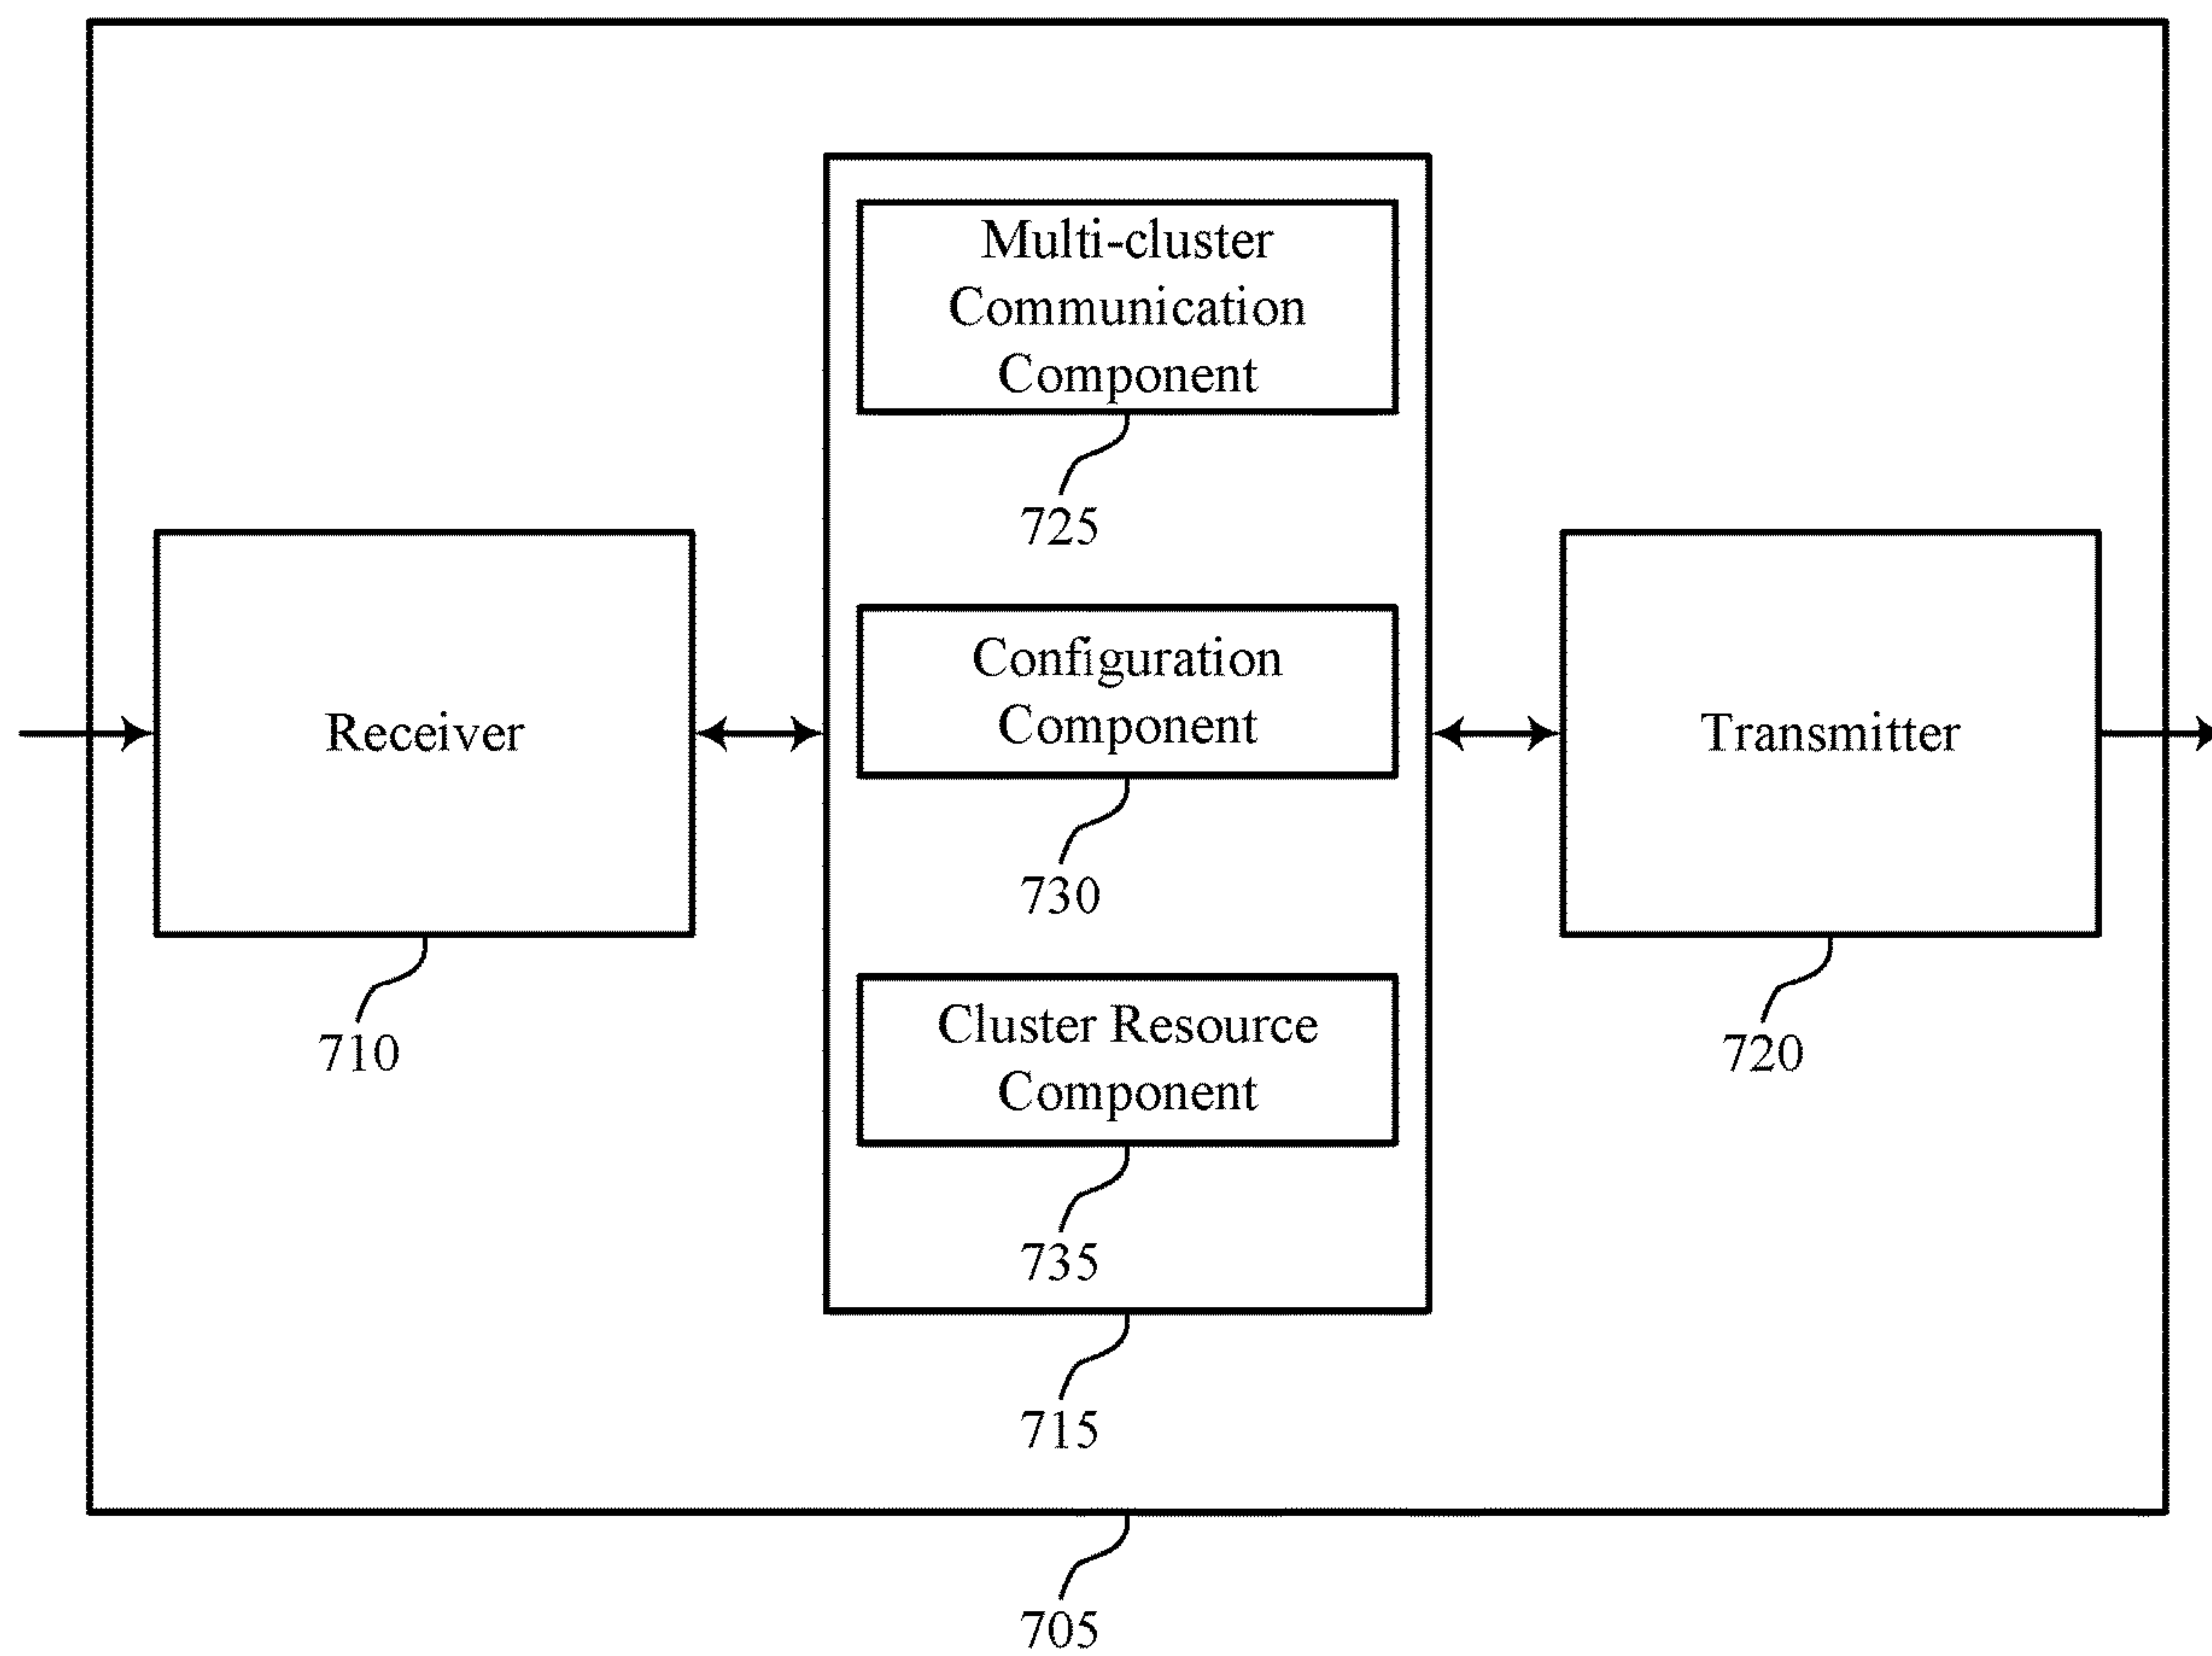 Multi-cluster
Communication
Component
725
Receiver
710
Configuration
Component
730
Transmitter
720
Cluster Resource
Component
735
715
705